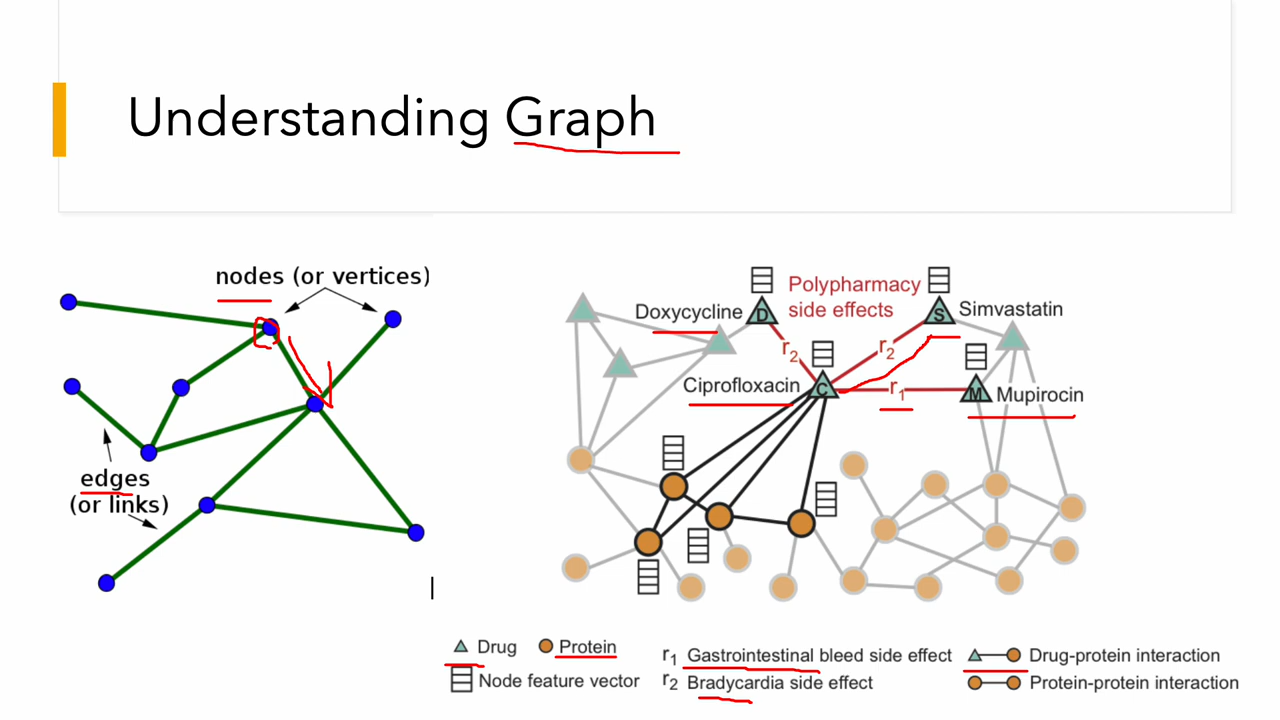 Understanding Graph
nodes (or vertices)
edges
(or links)
Polypharmacy
side effects
Doxycycline
D
S
Simvastatin
r2
r2
Ciprofloxacin
C
r1
M
Mupirocin
Drug
Protein
Node feature vector
r1 Gastrointestinal bleed side effect
r2 Bradycardia side effect
Drug-protein interaction
Protein-protein interaction